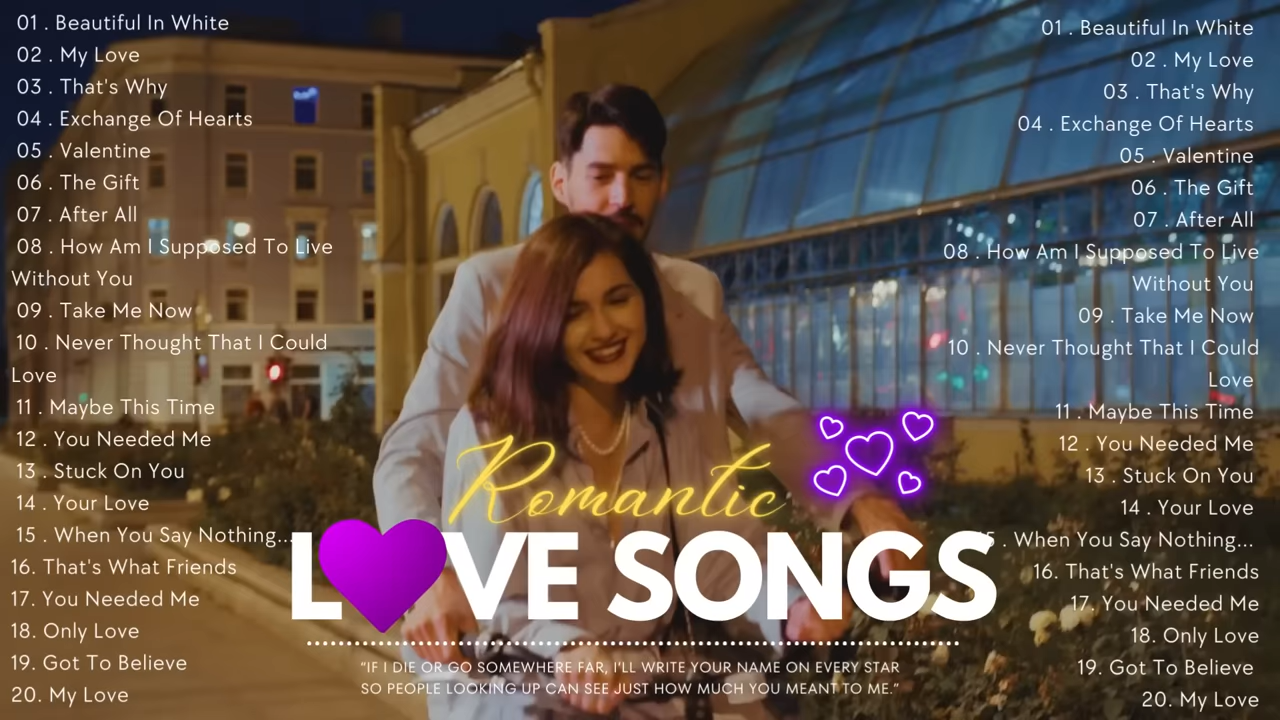 01 . Beautiful In White
02 . My Love
03 . That's Why
04 . Exchange Of Hearts
05 . Valentine
06 . The Gift
07 . After All
08 . How Am I Supposed To Live
Without You
09 . Take Me Now
10 . Never Thought That I Could
Love
11 . Maybe This Time
12 . You Needed Me
13 . Stuck On You
14 . Your Love
15 . When You Say Nothing...
16. That's What Friends
17. You Needed Me
18. Only Love
19. Got To Believe
20. My Love
Romantic
L VE SONGS
“IF I DIE OR GO SOMEWHERE FAR, I'LL WRITE YOUR NAME ON EVERY STAR
SO PEOPLE LOOKING UP CAN SEE JUST HOW MUCH YOU MEANT TO ME.”
01 . Beautiful In White
02 . My Love
03 . That's Why
04 . Exchange Of Hearts
05 . Valentine
06 . The Gift
07 . After All
08 . How Am I Supposed To Live
Without You
09 . Take Me Now
10 . Never Thought That I Could
Love
11 . Maybe This Time
12 . You Needed Me
13 . Stuck On You
14 . Your Love
5 . When You Say Nothing...
16. That's What Friends
17. You Needed Me
18. Only Love
19. Got To Believe
20. My Love